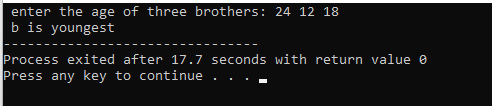 enter the age of three brothers: 24 12 18
b is youngest
--------------------------------
Process exited after 17.7 seconds with return value 0
Press any key to continue . . .